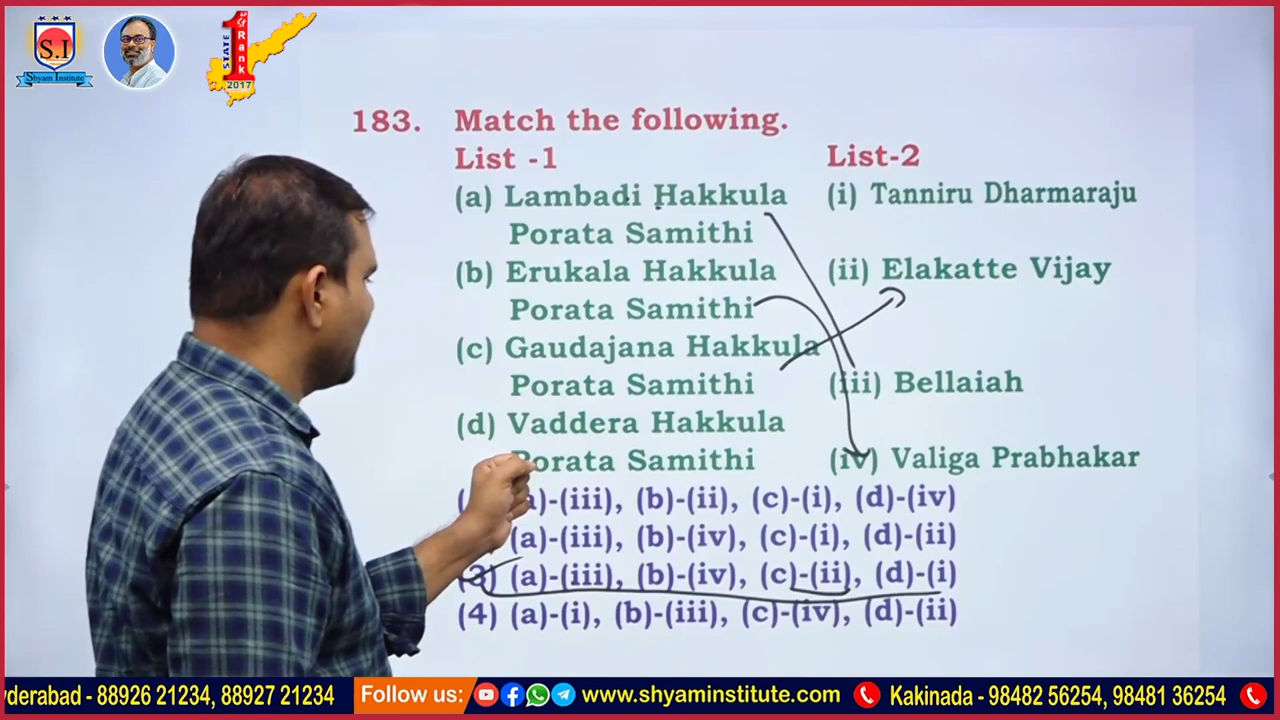 S.I
Shyam Institute
STATE
1
Rank
2017
183. Match the following.
List -1 List-2
(a) Lambadi Hakkula (i) Tanniru Dharmaraju
Porata Samithi
(b) Erukala Hakkula (ii) Elakatte Vijay
Porata Samithi
(c) Gaudajana Hakkula
Porata Samithi (iii) Bellaiah
(d) Vaddera Hakkula
Porata Samithi (iv) Valiga Prabhakar
(a)-(iii), (b)-(ii), (c)-(i), (d)-(iv)
(a)-(iii), (b)-(iv), (c)-(i), (d)-(ii)
(3) (a)-(iii), (b)-(iv), (c)-(ii), (d)-(i)
(4) (a)-(i), (b)-(iii), (c)-(iv), (d)-(ii)
yderabad - 88926 21234, 88927 21234 Follow us: www.shyaminstitute.com Kakinada - 98482 56254, 98481 36254